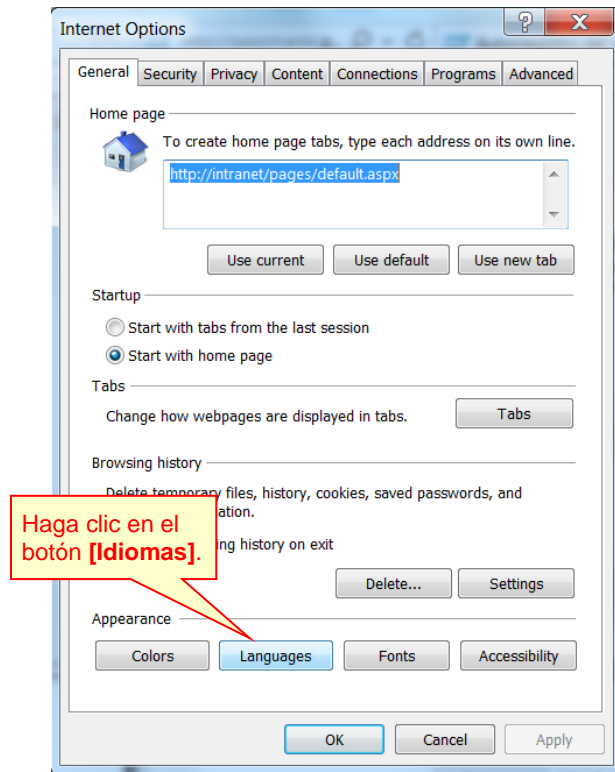 Internet Options
General Security Privacy Content Connections Programs Advanced
Home page
To create home page tabs, type each address on its own line.
http://intranet/pages/default.aspx
Use current Use default Use new tab
Startup
Start with tabs from the last session
Start with home page
Tabs
Change how webpages are displayed in tabs. Tabs
Browsing history
Delete temporary files, history, cookies, saved passwords, and
Haga clic en el
botón [Idiomas].
history on exit
Delete... Settings
Appearance
Colors Languages Fonts Accessibility
OK Cancel Apply